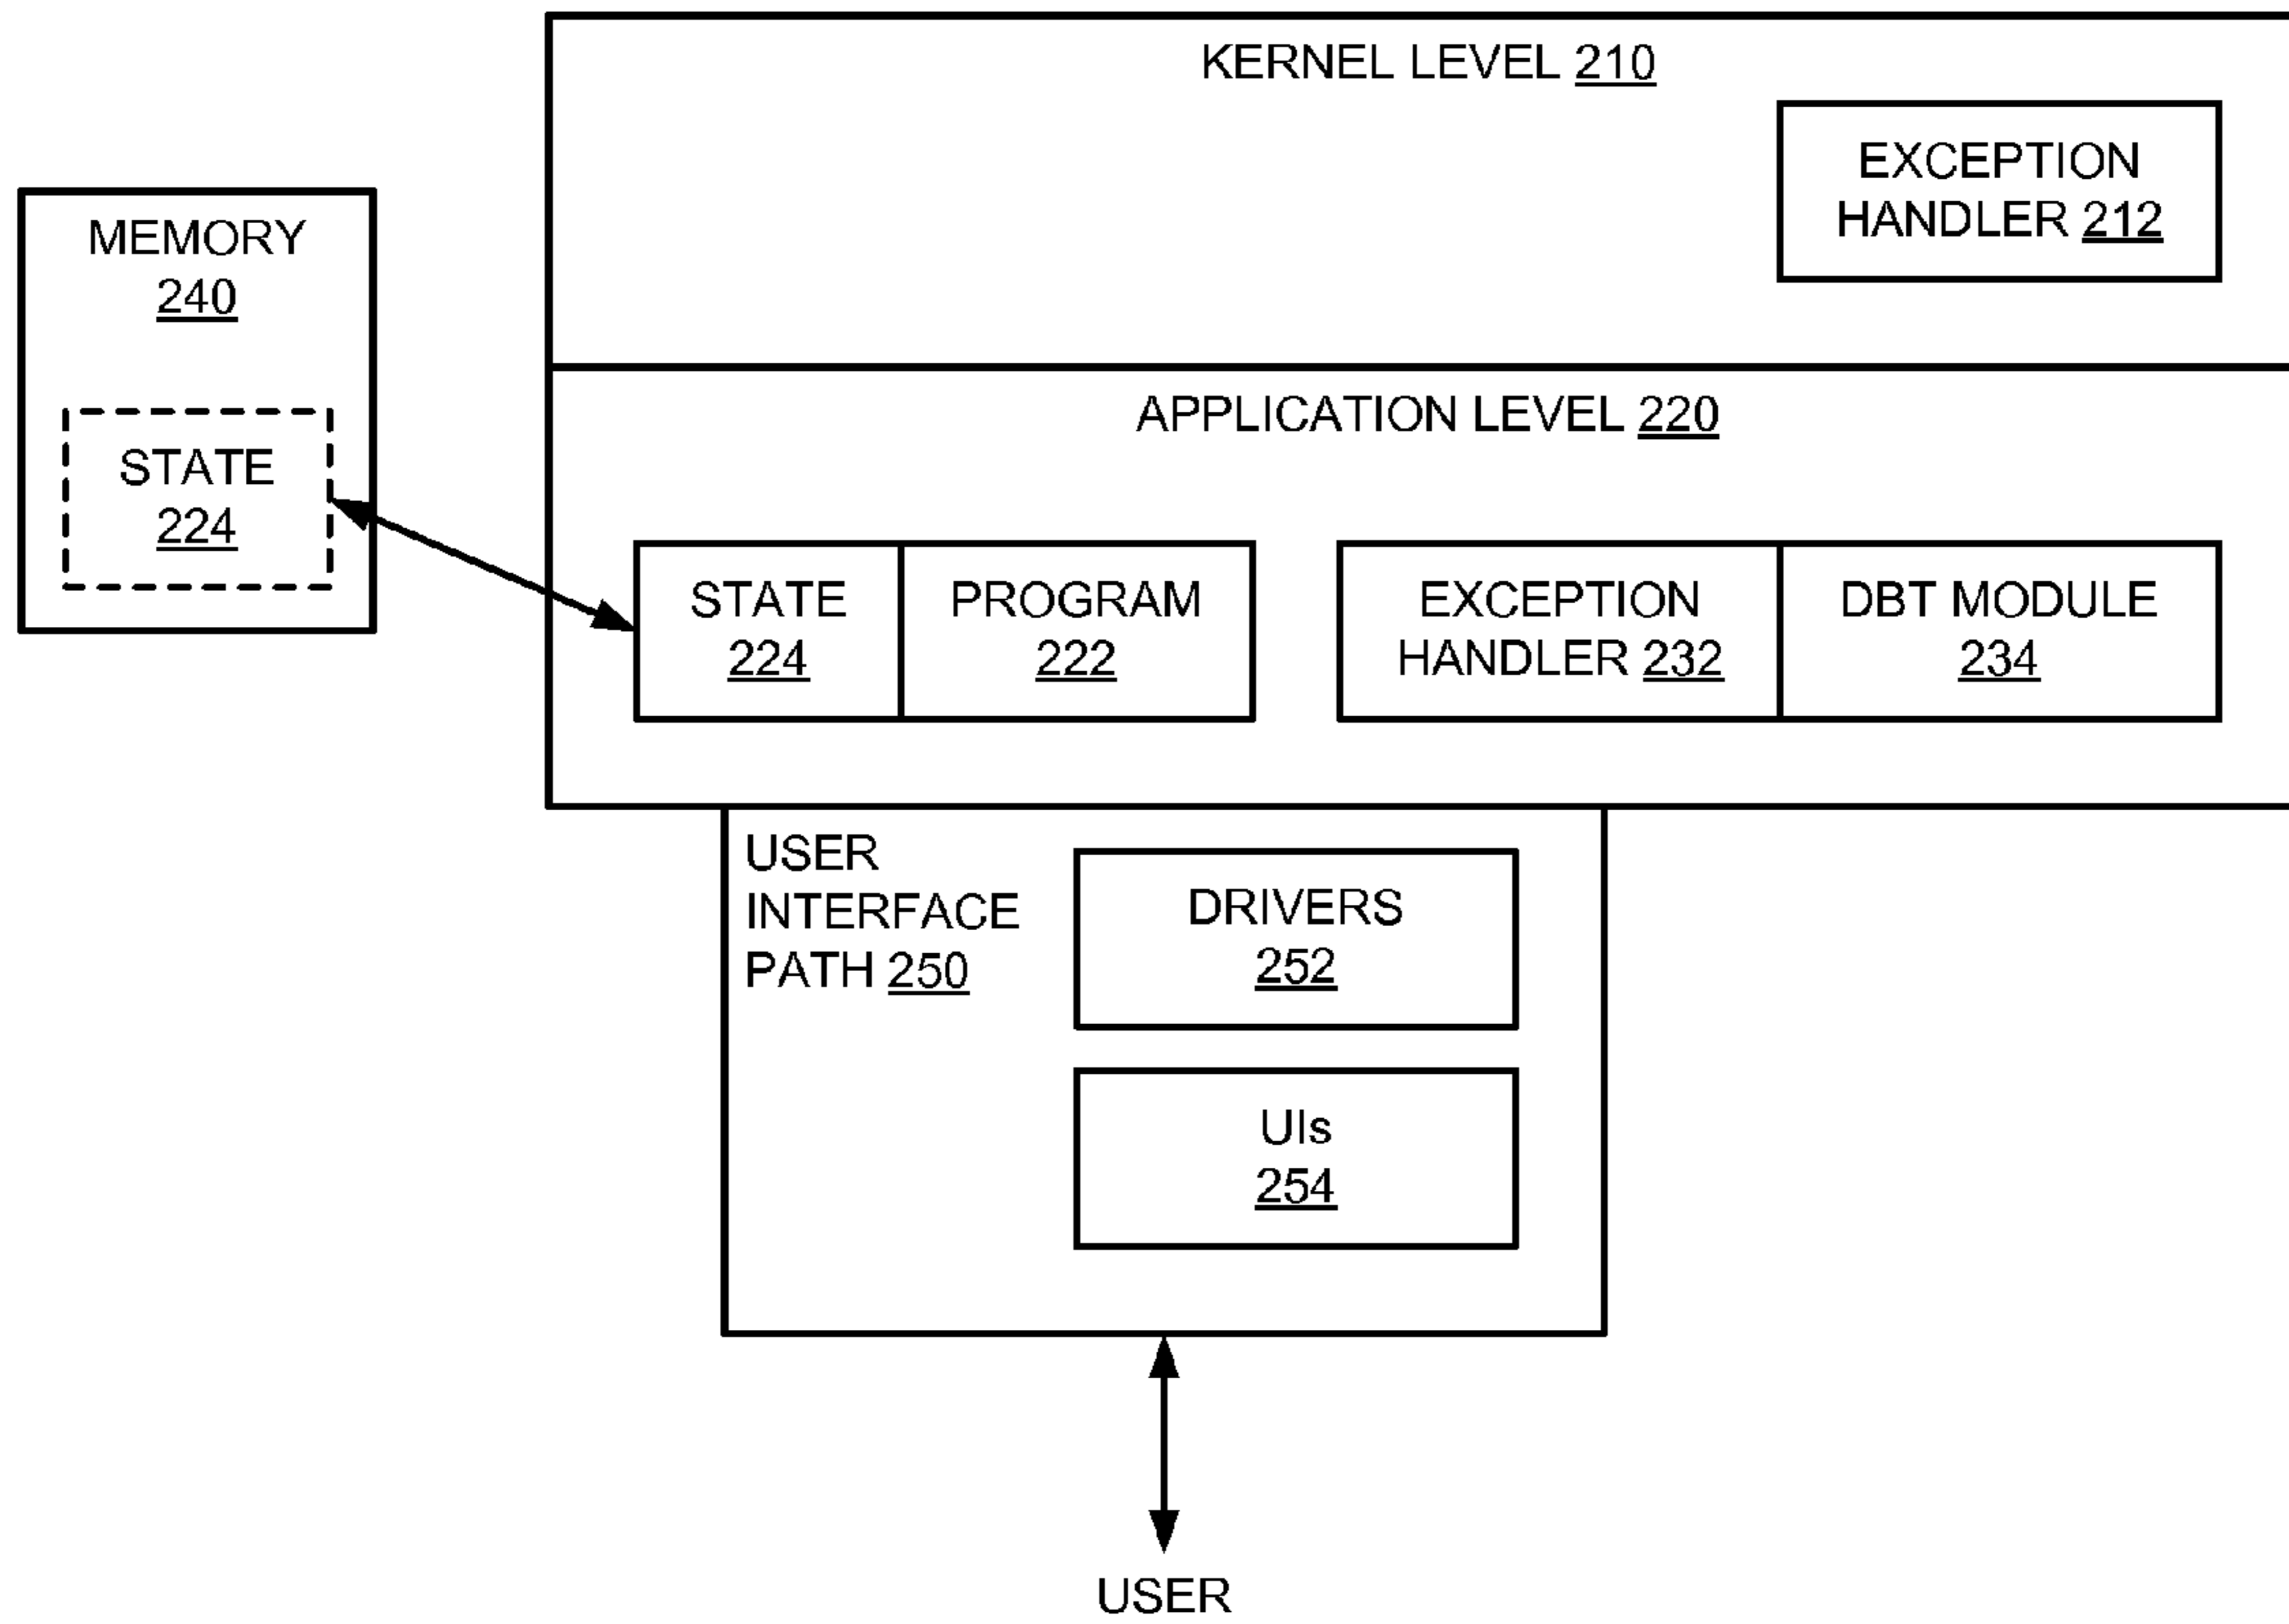 KERNEL LEVEL 210
EXCEPTION
HANDLER 212
MEMORY
240
STATE
224
APPLICATION LEVEL 220
STATE
224
PROGRAM
222
EXCEPTION
HANDLER 232
DBT MODULE
234
USER
INTERFACE
PATH 250
DRIVERS
252
UIs
254
USER